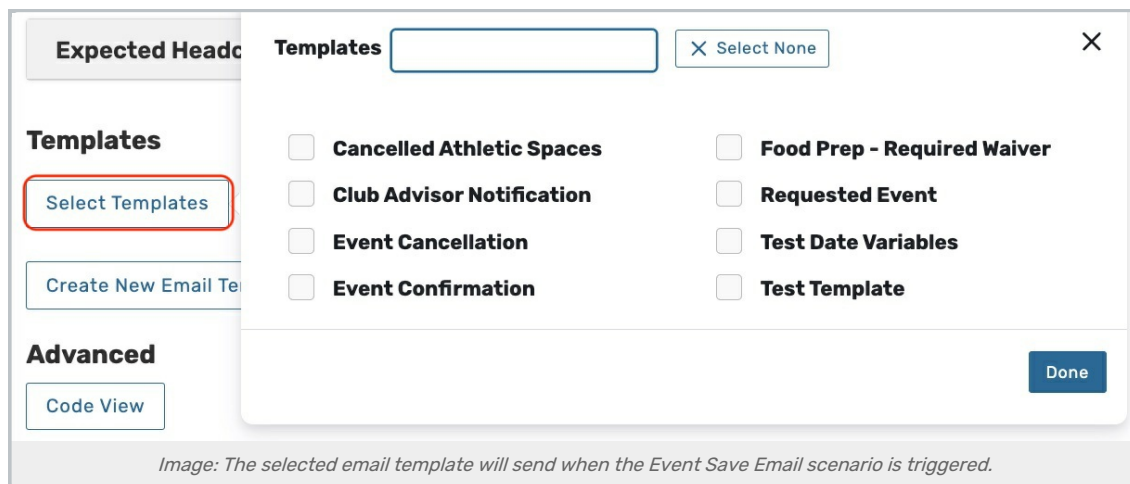 Expected Headc
Templates
Select Templates
Create New Email Te
Advanced
Code View
Templates
Select None
Cancelled Athletic Spaces
Club Advisor Notification
Event Cancellation
Event Confirmation
Food Prep - Required Waiver
Requested Event
Test Date Variables
Test Template
Done
Image: The selected email template will send when the Event Save Email scenario is triggered.